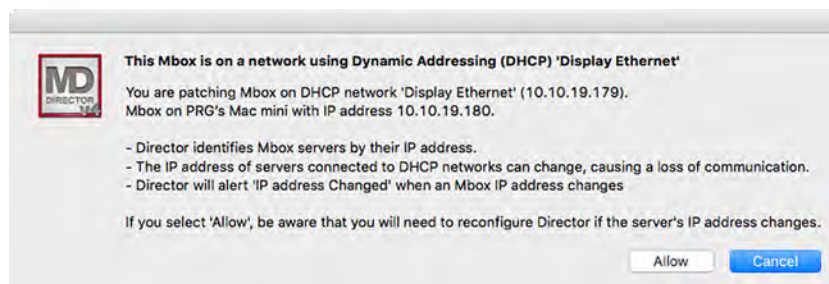 This Mbox is on a network using Dynamic Addressing (DHCP) 'Display Ethernet'
MD
DIRECTOR
V4
You are patching Mbox on DHCP network 'Display Ethernet' (10.10.19.179).
Mbox on PRG's Mac mini with IP address 10.10.19.180.
- Director identifies Mbox servers by their IP address.
- The IP address of servers connected to DHCP networks can change, causing a loss of communication.
- Director will alert 'IP address Changed' when an Mbox IP address changes
If you select 'Allow', be aware that you will need to reconfigure Director if the server's IP address changes.
Allow
Cancel